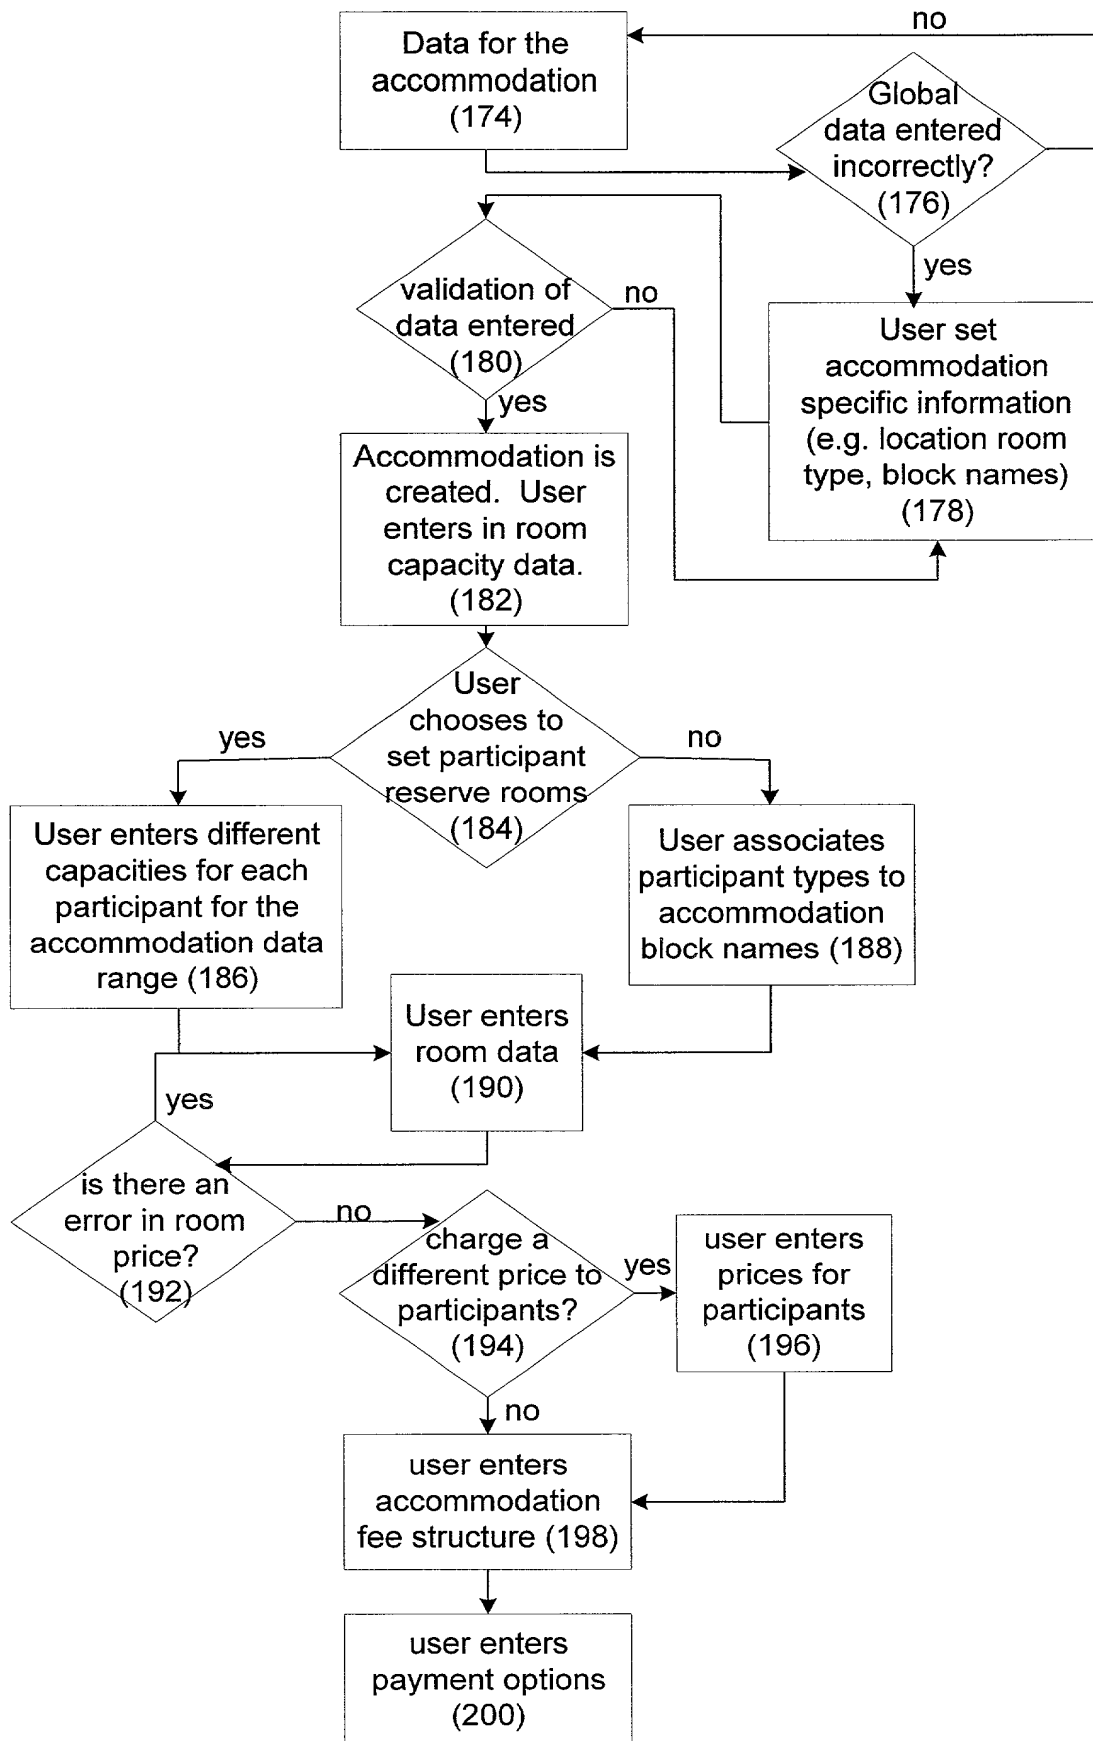 no
Data for the
accommodation
(174)
Global
data entered
incorrectly?
(176)
yes
validation of
data entered
(180)
no
yes
User set
accommodation
specific information
(e.g. location room
type, block names)
(178)
Accommodation is
created. User
enters in room
capacity data.
(182)
User
chooses to
set participant
reserve rooms
(184)
yes
no
User enters different
capacities for each
participant for the
accommodation data
range (186)
User associates
participant types to
accommodation
block names (188)
User enters
room data
(190)
yes
is there an
error in room
price?
(192)
no
charge a
different price to
participants?
(194)
yes
user enters
prices for
participants
(196)
no
user enters
accommodation
fee structure (198)
user enters
payment options
(200)